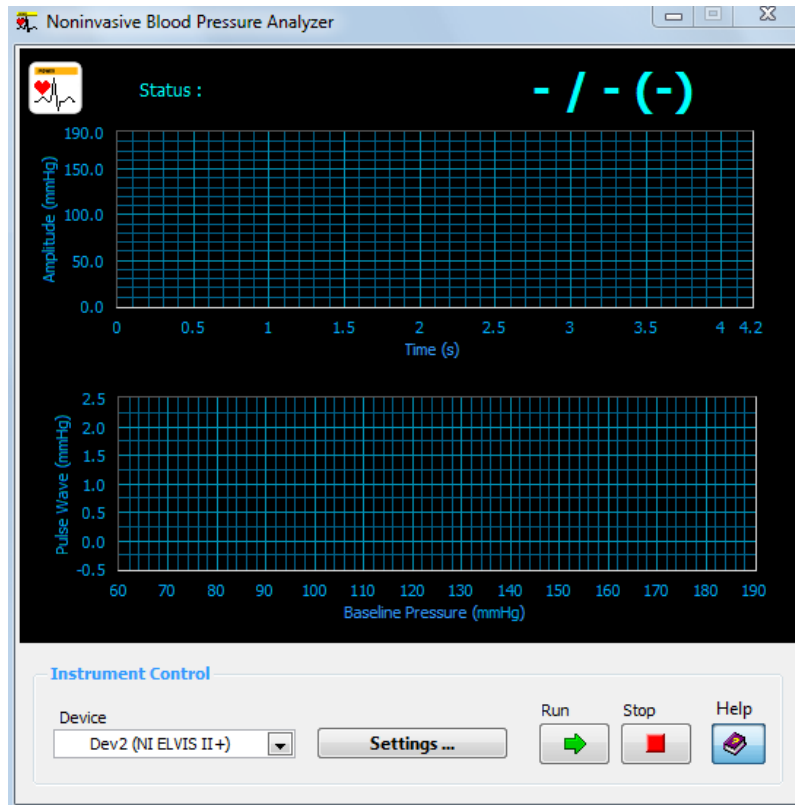 Noninvasive Blood Pressure Analyzer
Status :
- / - (-)
190.0
150.0
100.0
50.0
0.0
Amplitude (mmHg)
0 0.5 1 1.5 2 2.5 3 3.5 4 4.2
Time (s)
2.5
2.0
1.5
1.0
0.5
0.0
-0.5
Pulse Wave (mmHg)
60 70 80 90 100 110 120 130 140 150 160 170 180 190
Baseline Pressure (mmHg)
Instrument Control
Device
Dev2 (NI ELVIS II+)
Settings ...
Run Stop Help